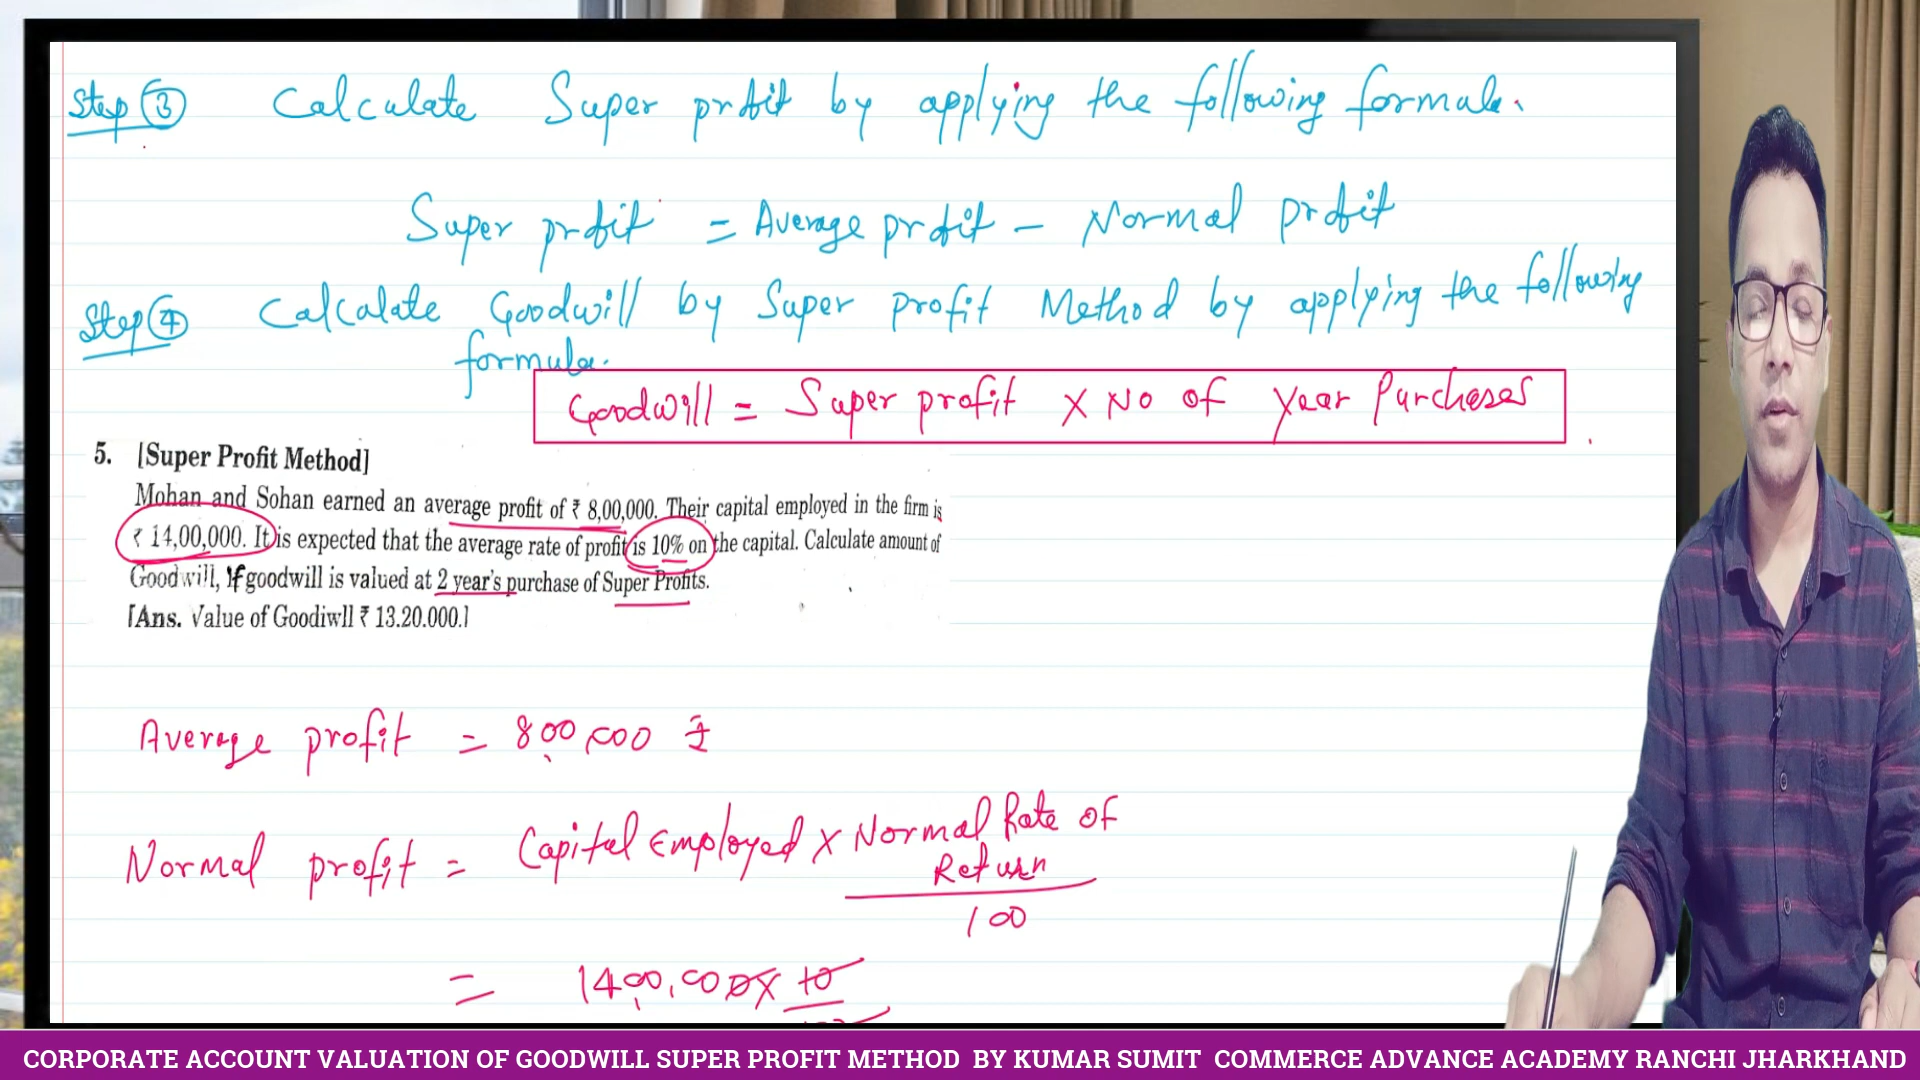 Step ③ Calculate Super profit by applying the following formula.
Super profit = Average profit - Normal profit
Step ④ Calculate Goodwill by Super profit Method by applying the following
formula.
Goodwill = Super profit x No of Year Purchases
5. [Super Profit Method]
Mohan and Sohan earned an average profit of ₹ 8,00,000. Their capital employed in the firm is
₹ 14,00,000. It is expected that the average rate of profit is 10% on the capital. Calculate amount of
Goodwill, if goodwill is valued at 2 year's purchase of Super Profits.
[Ans. Value of Goodiwll ₹ 13.20.000.]
Average profit = 800,000 ₹
Normal profit = Capital Employed x Normal Rate of
Return
100
= 1400,000 x 10
CORPORATE ACCOUNT VALUATION OF GOODWILL SUPER PROFIT METHOD BY KUMAR SUMIT COMMERCE ADVANCE ACADEMY RANCHI JHARKHAND